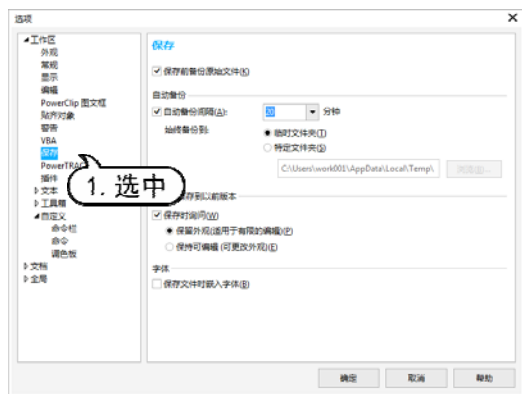 选项
工作区
外观
常规
显示
编辑
PowerClip 图文框
贴齐对象
警告
VBA
保存
PowerTRA
插件
文本
工具箱
自定义
命令栏
命令
调色板
文档
全局
1. 选中
保存
保存前备份原始文件(K)
自动备份
自动备份间隔(A):
20
分钟
始终备份到:
临时文件夹(T)
特定文件夹(S)
C:\Users\work001\AppData\Local\Temp\
浏览(B)...
保存到以前版本
保存时询问(W)
保留外观(适用于有限的编辑)(P)
保持可编辑 (可更改外观)(E)
字体
保存文件时嵌入字体(B)
确定
取消
帮助